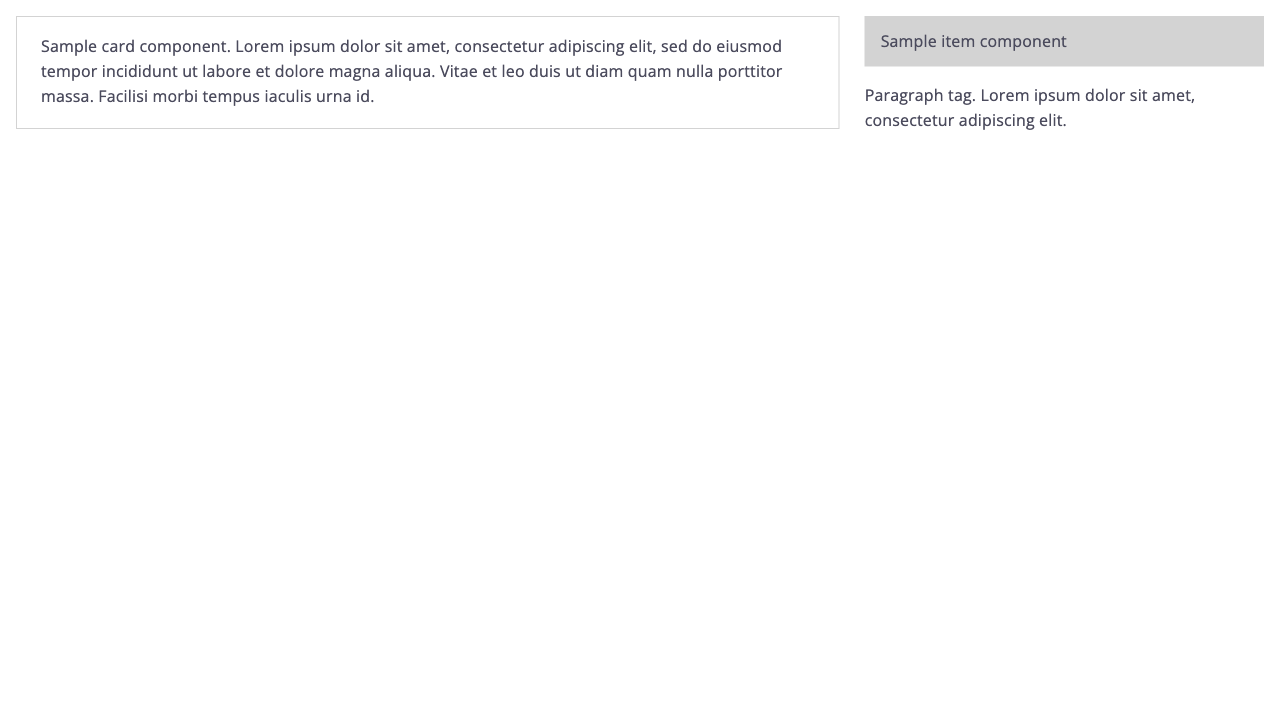 Sample card component. Lorem ipsum dolor sit amet, consectetur adipiscing elit, sed do eiusmod
tempor incididunt ut labore et dolore magna aliqua. Vitae et leo duis ut diam quam nulla porttitor
massa. Facilisi morbi tempus iaculis urna id.
Sample item component
Paragraph tag. Lorem ipsum dolor sit amet,
consectetur adipiscing elit.